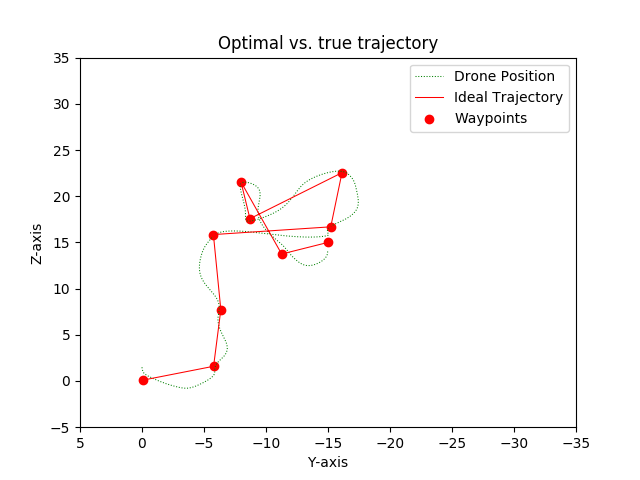 Optimal vs. true trajectory
Drone Position
Ideal Trajectory
Waypoints
35
30
25
20
15
10
5
0
−5
Z-axis
5 0 −5 −10 −15 −20 −25 −30 −35
Y-axis